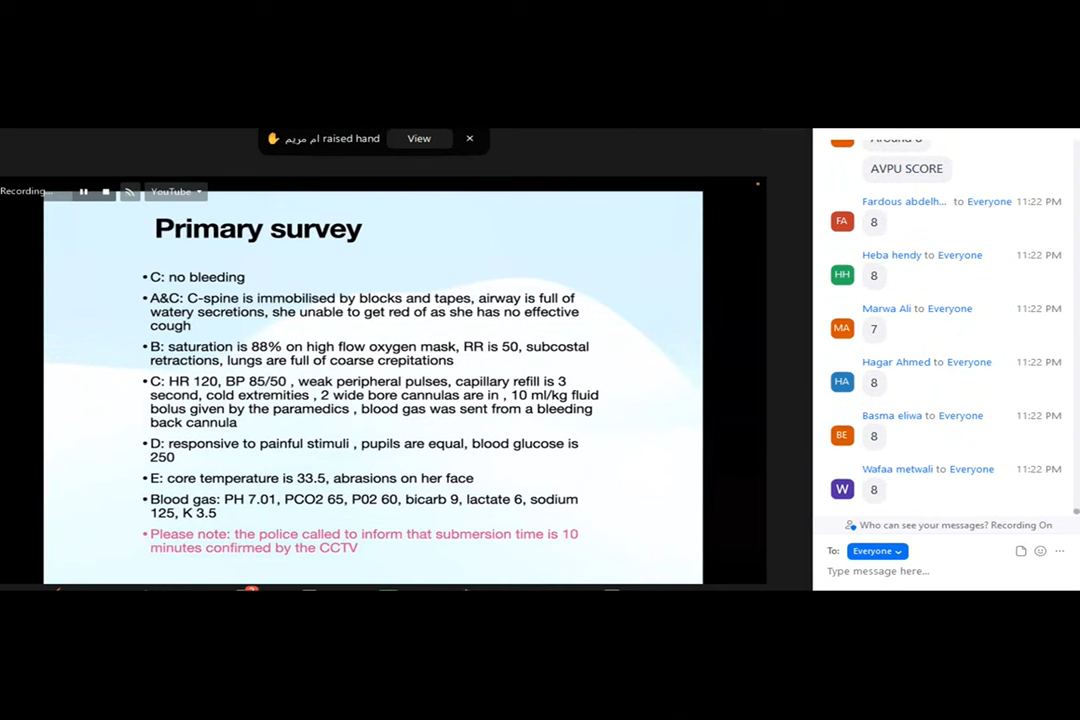 ام مريم raised hand
View
×
Recording...
YouTube
Primary survey
• C: no bleeding
• A&C: C-spine is immobilised by blocks and tapes, airway is full of
watery secretions, she unable to get red of as she has no effective
cough
• B: saturation is 88% on high flow oxygen mask, RR is 50, subcostal
retractions, lungs are full of coarse crepitations
• C: HR 120, BP 85/50 , weak peripheral pulses, capillary refill is 3
second, cold extremities , 2 wide bore cannulas are in , 10 ml/kg fluid
bolus given by the paramedics , blood gas was sent from a bleeding
back cannula
• D: responsive to painful stimuli , pupils are equal, blood glucose is
250
• E: core temperature is 33.5, abrasions on her face
• Blood gas: PH 7.01, PCO2 65, P02 60, bicarb 9, lactate 6, sodium
125, K 3.5
• Please note: the police called to inform that submersion time is 10
minutes confirmed by the CCTV
AVPU SCORE
Fardous abdelh... to Everyone 11:22 PM
FA
8
Heba hendy to Everyone 11:22 PM
HH
8
Marwa Ali to Everyone 11:22 PM
MA
7
Hagar Ahmed to Everyone 11:22 PM
HA
8
Basma eliwa to Everyone 11:22 PM
BE
8
Wafaa metwali to Everyone 11:22 PM
W
8
Who can see your messages? Recording On
To: Everyone
Type message here...